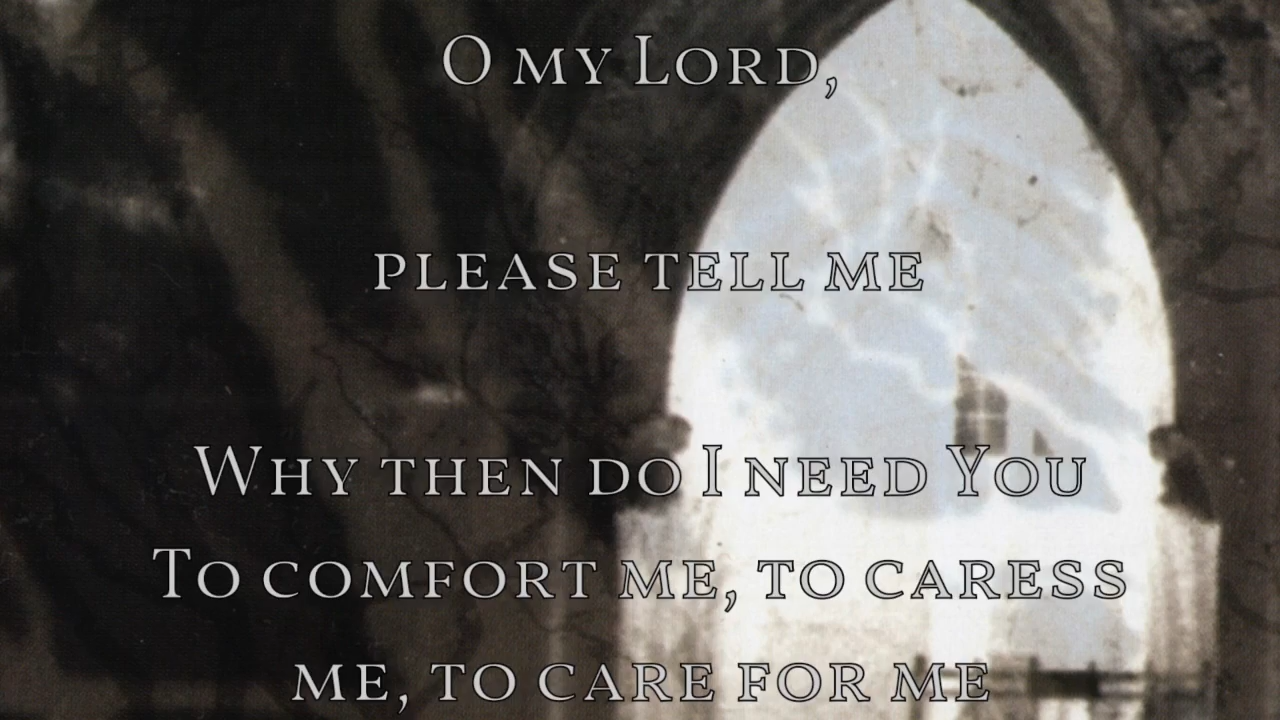 O my Lord,
please tell me
Why then do I need You
To comfort me, to caress
me, to care for me